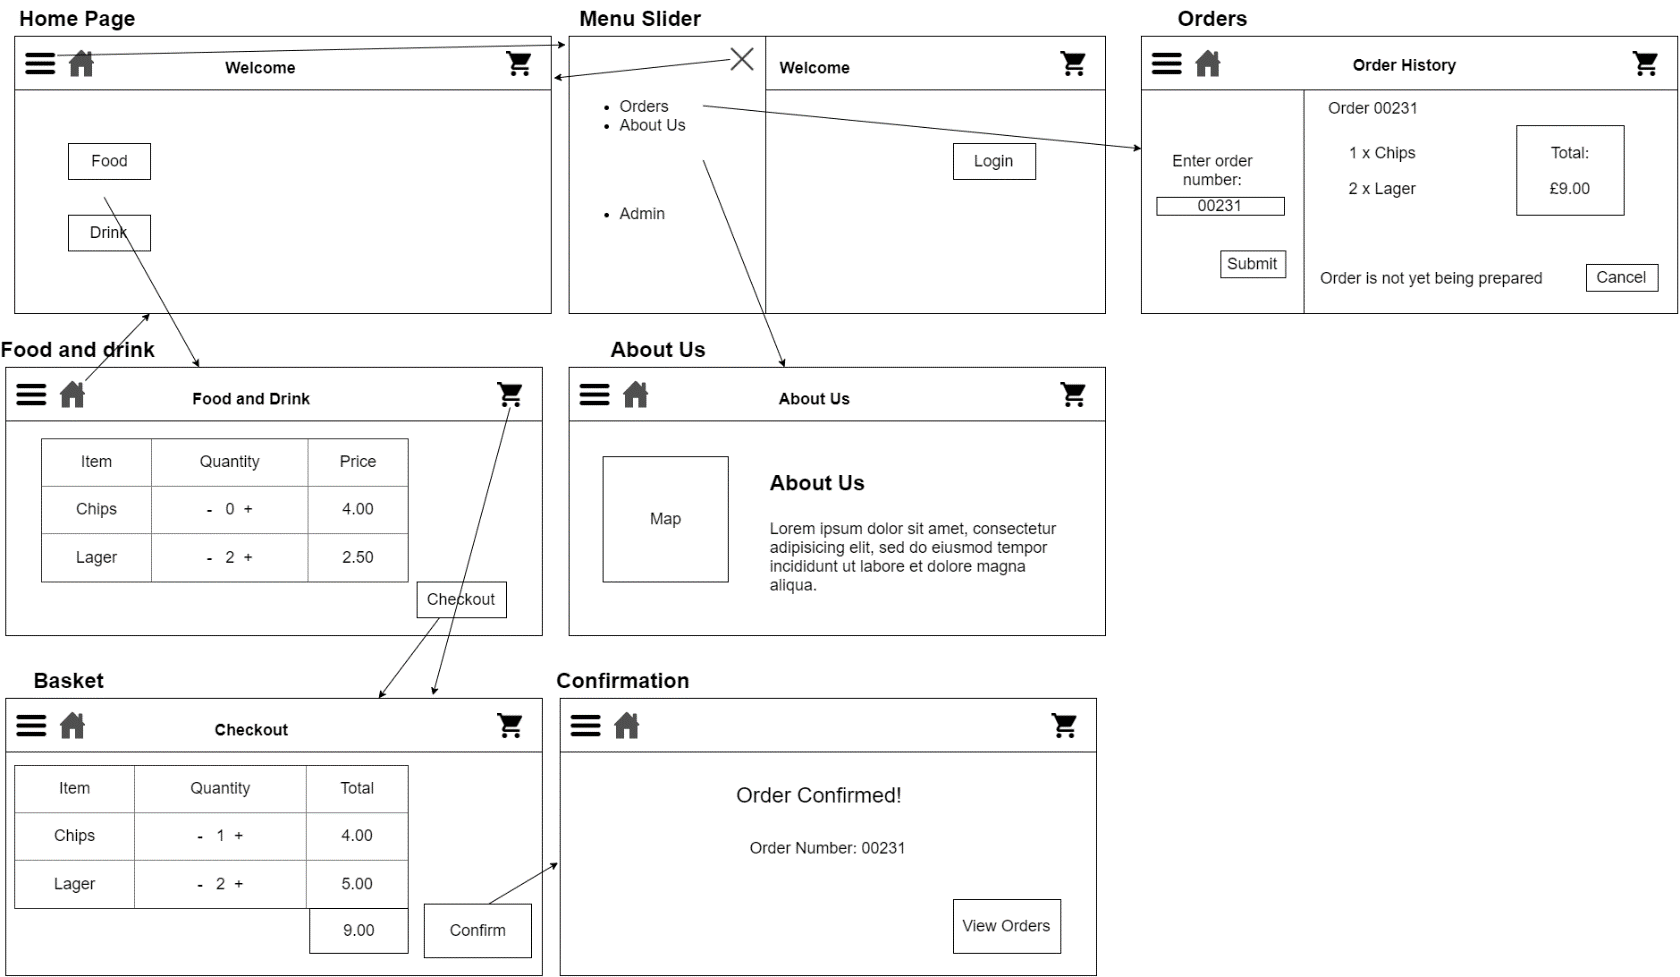 Home Page
Welcome
Food
Drink
Menu Slider
Welcome
Orders
About Us
Admin
Login
Orders
Order History
Enter order
number:
00231
Submit
Order 00231
1 x Chips
2 x Lager
Total:
£9.00
Order is not yet being prepared
Cancel
Food and drink
Food and Drink
Item Quantity Price
Chips - 0 + 4.00
Lager - 2 + 2.50
Checkout
About Us
About Us
Map
About Us
Lorem ipsum dolor sit amet, consectetur
adipisicing elit, sed do eiusmod tempor
incididunt ut labore et dolore magna
aliqua.
Basket
Checkout
Item Quantity Total
Chips - 1 + 4.00
Lager - 2 + 5.00
9.00
Confirm
Confirmation
Order Confirmed!
Order Number: 00231
View Orders